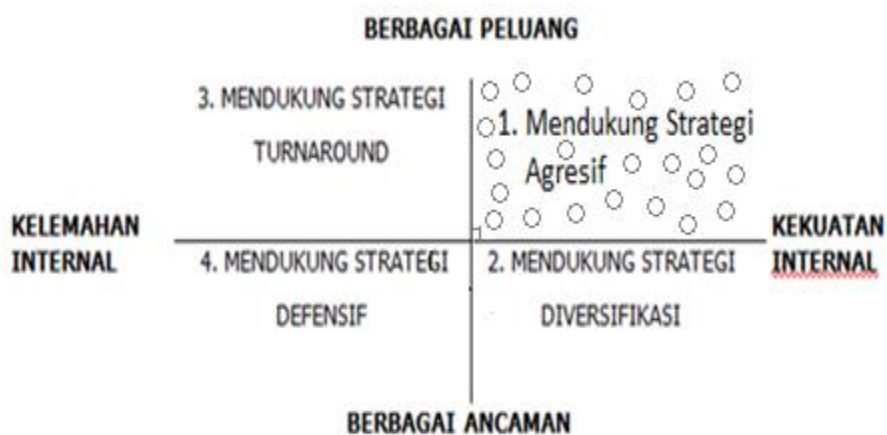 BERBAGAI PELUANG
3. MENDUKUNG STRATEGI
TURNAROUND
1. Mendukung Strategi
Agresif
KELEMAHAN
INTERNAL
KEKUATAN
INTERNAL
4. MENDUKUNG STRATEGI
DEFENSIF
2. MENDUKUNG STRATEGI
DIVERSIFIKASI
BERBAGAI ANCAMAN